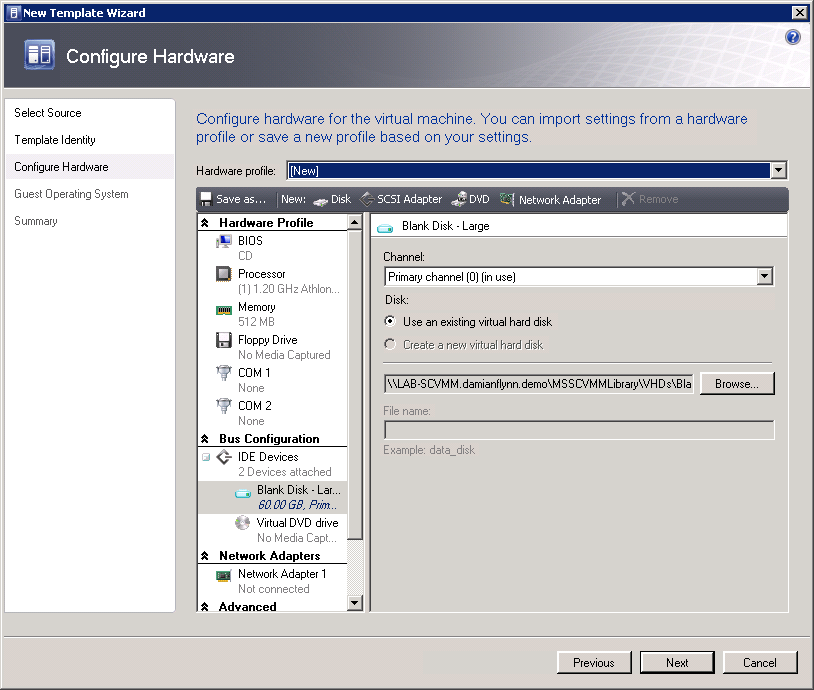 New Template Wizard
Configure Hardware
Select Source
Template Identity
Configure Hardware
Guest Operating System
Summary
Configure hardware for the virtual machine. You can import settings from a hardware
profile or save a new profile based on your settings.
Hardware profile:
[New]
Save as...
New:
Disk
SCSI Adapter
DVD
Network Adapter
Remove
Hardware Profile
BIOS
CD
Processor
(1) 1.20 GHz Athlon...
Memory
512 MB
Floppy Drive
No Media Captured
COM 1
None
COM 2
None
Bus Configuration
IDE Devices
2 Devices attached
Blank Disk - Lar...
60.00 GB, Prim...
Virtual DVD drive
No Media Capt...
Network Adapters
Network Adapter 1
Not connected
Advanced
Blank Disk - Large
Channel:
Primary channel (0) (in use)
Disk:
Use an existing virtual hard disk
Create a new virtual hard disk
\\LAB-SCVMM.damianflynn.demo\MSSCVMMLibrary\VHDs\Bla
Browse...
File name:
Example: data_disk
Previous
Next
Cancel